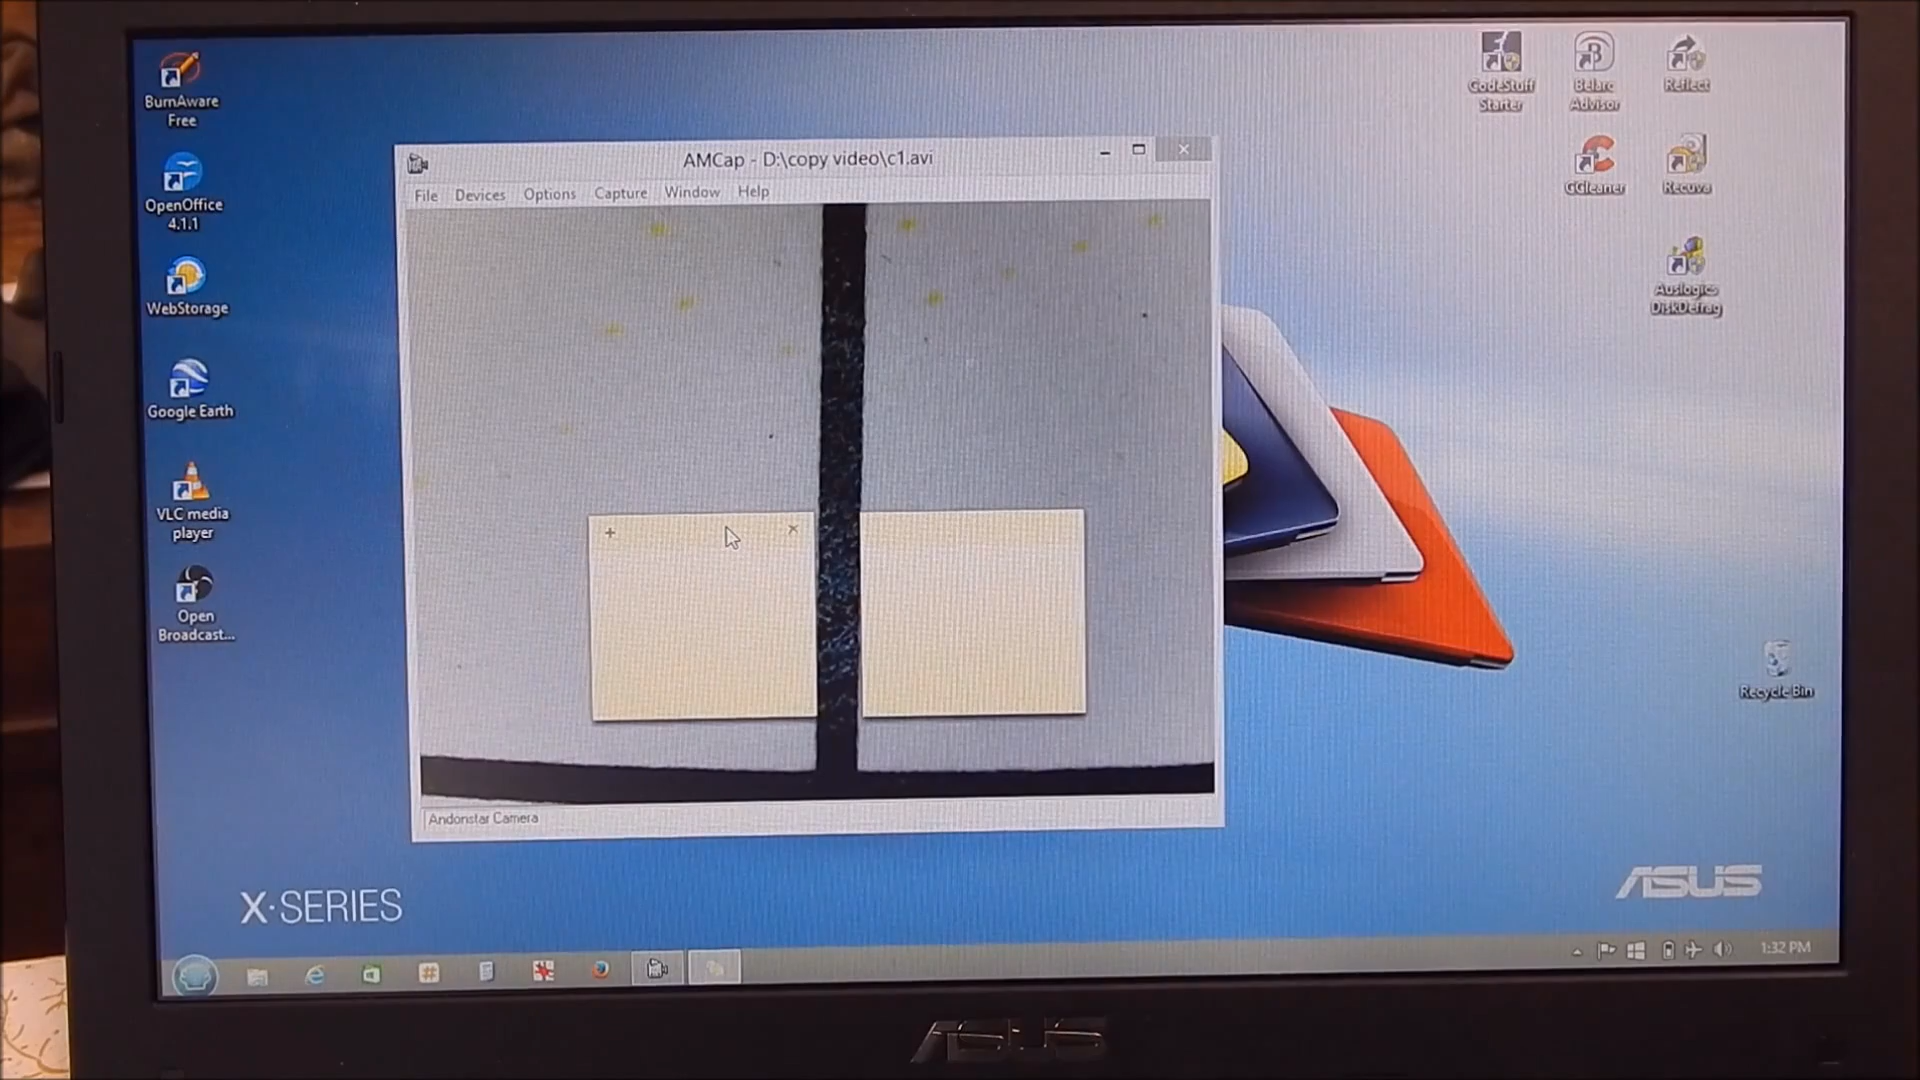 BurnAware
Free
OpenOffice
4.1.1
WebStorage
Google Earth
VLC media
player
Open
Broadcast...
AMCap - D:\copy video\c1.avi
File Devices Options Capture Window Help
Andonstar Camera
CodeStuff
Starter
Belarc
Advisor
Reflect
CCleaner
Recuva
Auslogics
DiskDefrag
Recycle Bin
X·SERIES
ASUS
1:32 PM
ASUS